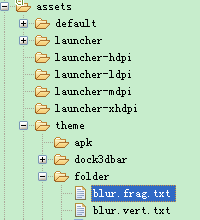 assets
default
launcher
launcher-hdpi
launcher-ldpi
launcher-mdpi
launcher-xhdpi
theme
apk
dock3dbar
folder
blur.frag.txt
blur.vert.txt